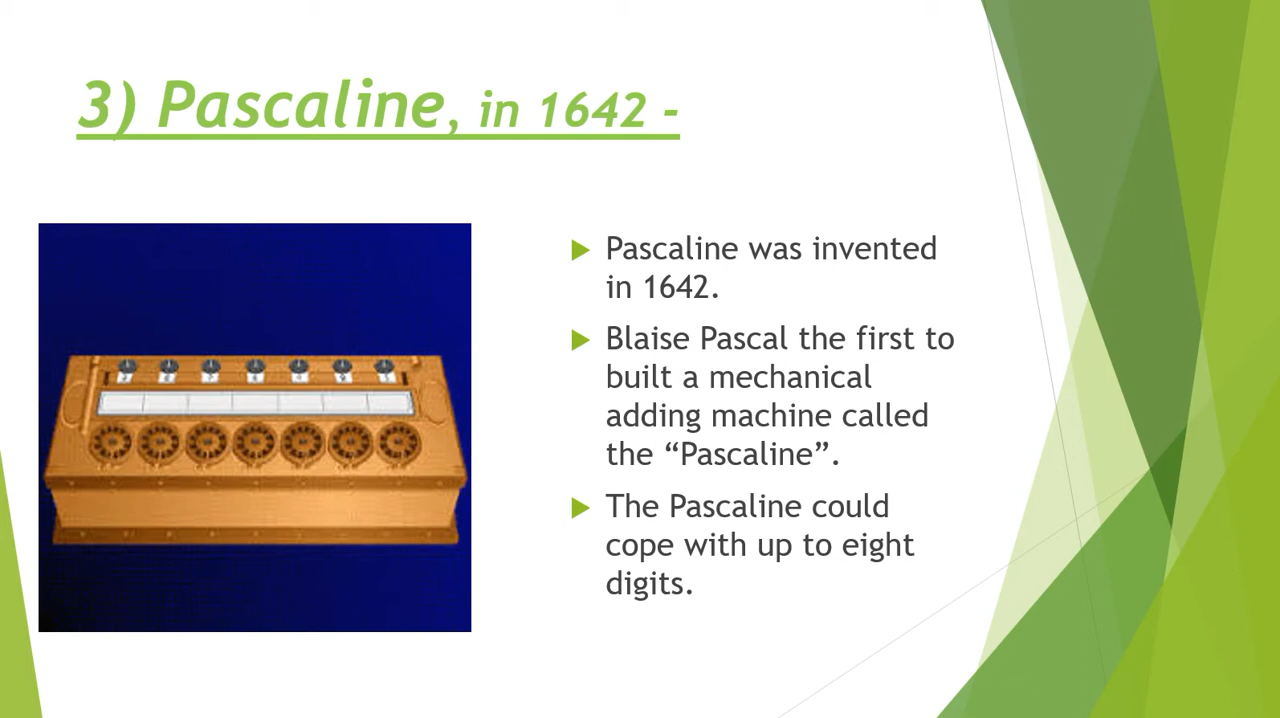 3) Pascaline, in 1642 -
Pascaline was invented
in 1642.
Blaise Pascal the first to
built a mechanical
adding machine called
the “Pascaline”.
The Pascaline could
cope with up to eight
digits.